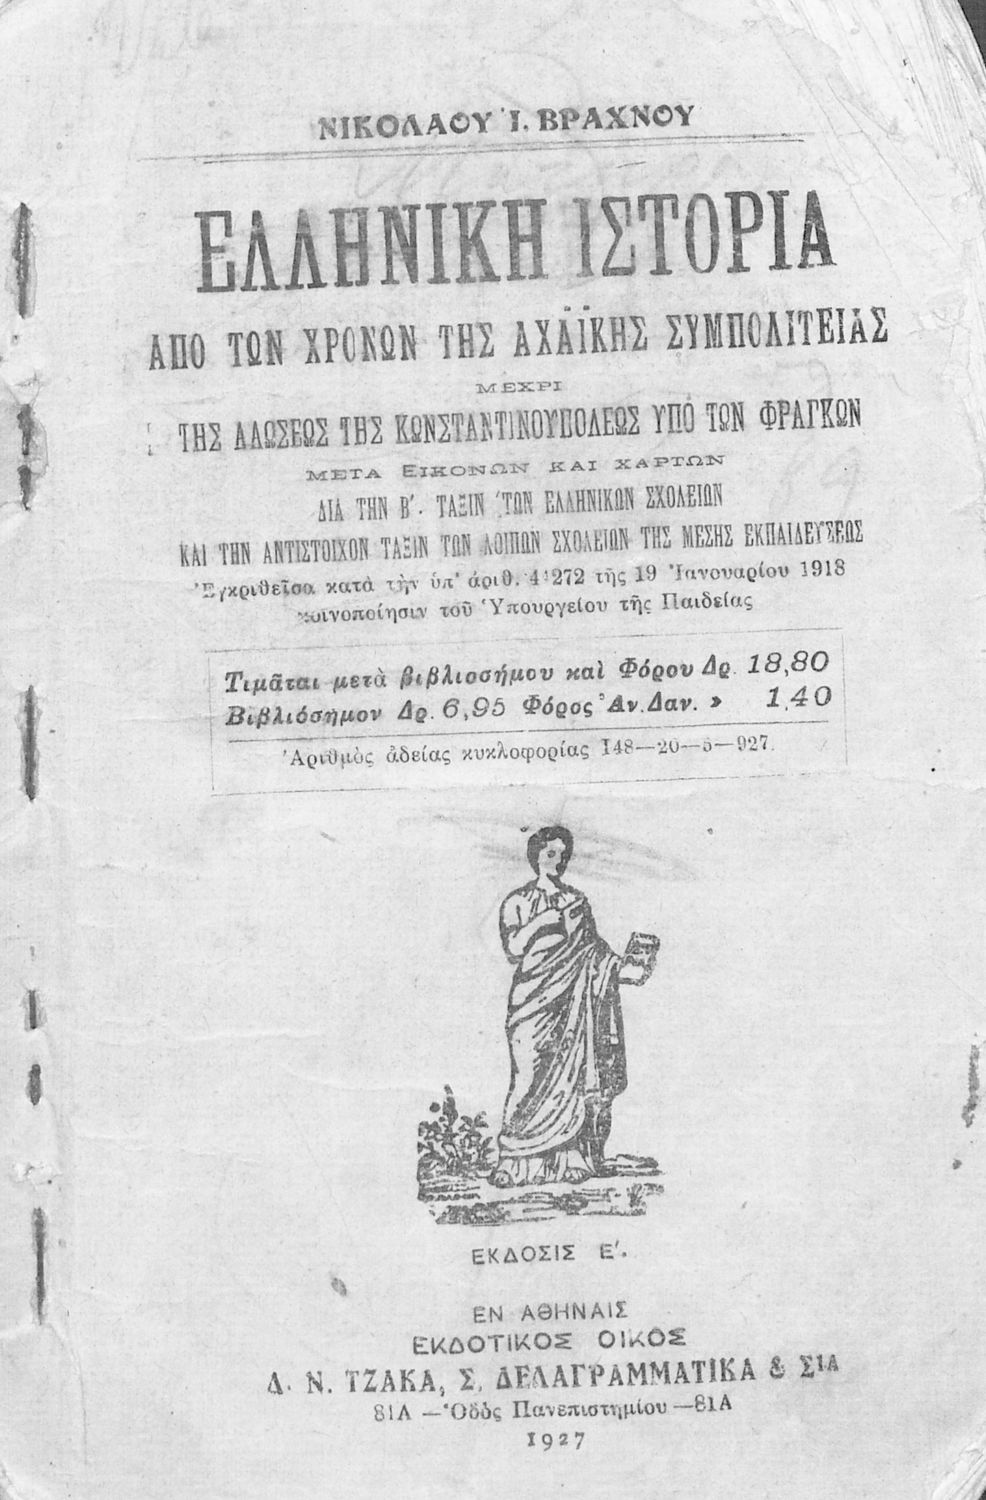 ΝΙΚΟΛΑΟΥ Ἰ. ΒΡΑΧΝΟΥ
ΕΛΛΗΝΙΚΗ ΙΣΤΟΡΙΑ
ΑΠΟ ΤΩΝ ΧΡΟΝΩΝ ΤΗΣ ΑΧΑΪΚΗΣ ΣΥΜΠΟΛΙΤΕΙΑΣ
ΜΕΧΡΙ
ΤΗΣ ΑΛΩΣΕΩΣ ΤΗΣ ΚΩΝΣΤΑΝΤΙΝΟΥΠΟΛΕΩΣ ΥΠΟ ΤΩΝ ΦΡΑΓΚΩΝ
ΜΕΤΑ ΕΙΚΟΝΩΝ ΚΑΙ ΧΑΡΤΩΝ
ΔΙΑ ΤΗΝ Β΄. ΤΑΞΙΝ ΤΩΝ ΕΛΛΗΝΙΚΩΝ ΣΧΟΛΕΙΩΝ
ΚΑΙ ΤΗΝ ΑΝΤΙΣΤΟΙΧΟΝ ΤΑΞΙΝ ΤΩΝ ΛΟΙΠΩΝ ΣΧΟΛΕΙΩΝ ΤΗΣ ΜΕΣΗΣ ΕΚΠΑΙΔΕΥΣΕΩΣ
Ἐγκριθεῖσα κατὰ τὴν ὑπ' ἀριθ. τῆς 19 Ἰανουαρίου 1918
κοινοποίησιν τοῦ Ὑπουργείου τῆς Παιδείας
Τιμᾶται μετὰ βιβλιοσήμου καὶ Φόρου Δρ. 18,80
Βιβλιόσημον Δρ. 6,95 Φόρος Ἀν. Δαν. » 1,40
Ἀριθμὸς ἀδείας κυκλοφορίας 148—20—5—927.
ΕΚΔΟΣΙΣ Ε΄.
ΕΝ ΑΘΗΝΑΙΣ
ΕΚΔΟΤΙΚΟΣ ΟΙΚΟΣ
Δ. Ν. ΤΖΑΚΑ, Σ. ΔΕΛΑΓΡΑΜΜΑΤΙΚΑ & ΣΙΑ
81Α —Ὁδὸς Πανεπιστημίου—81Α
1927